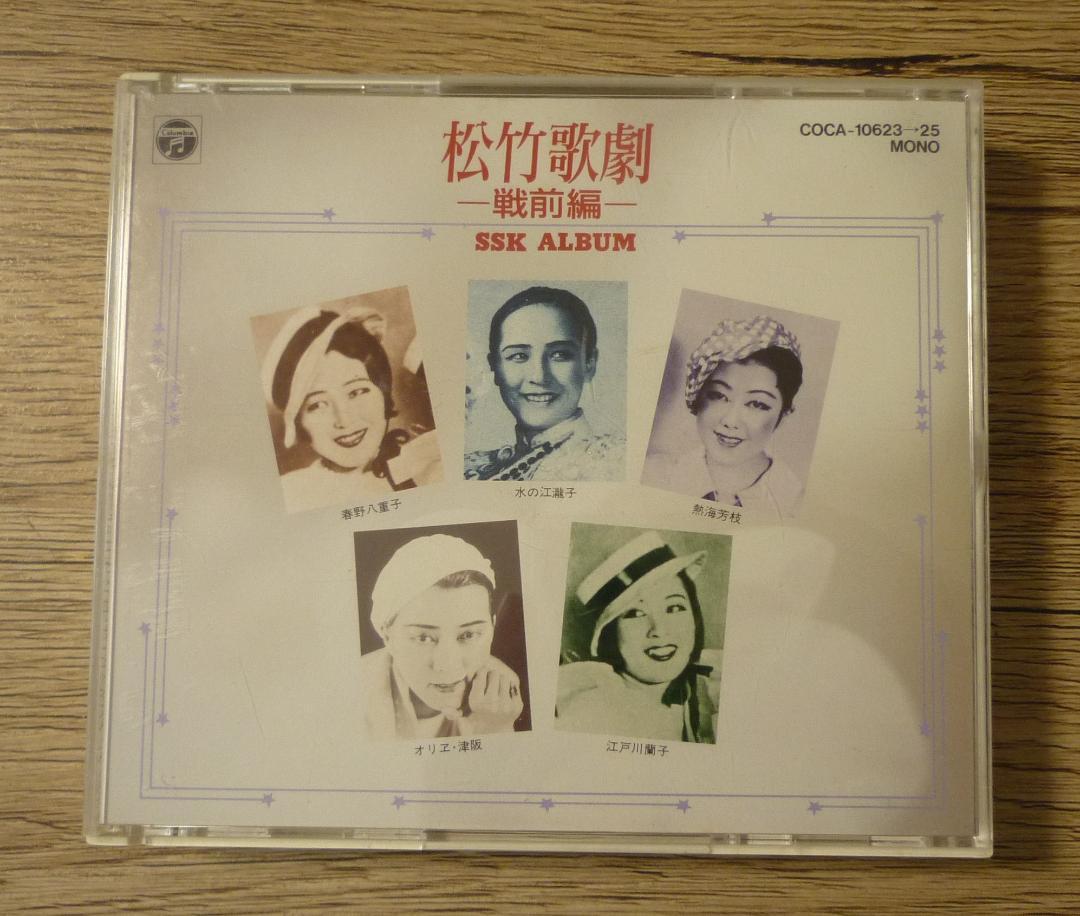 Columbia
松竹歌劇
COCA-10623→25
MONO
―戦前編―
SSK ALBUM
春野八重子
水の江瀧子
熱海芳枝
オリヱ・津阪
江戸川蘭子